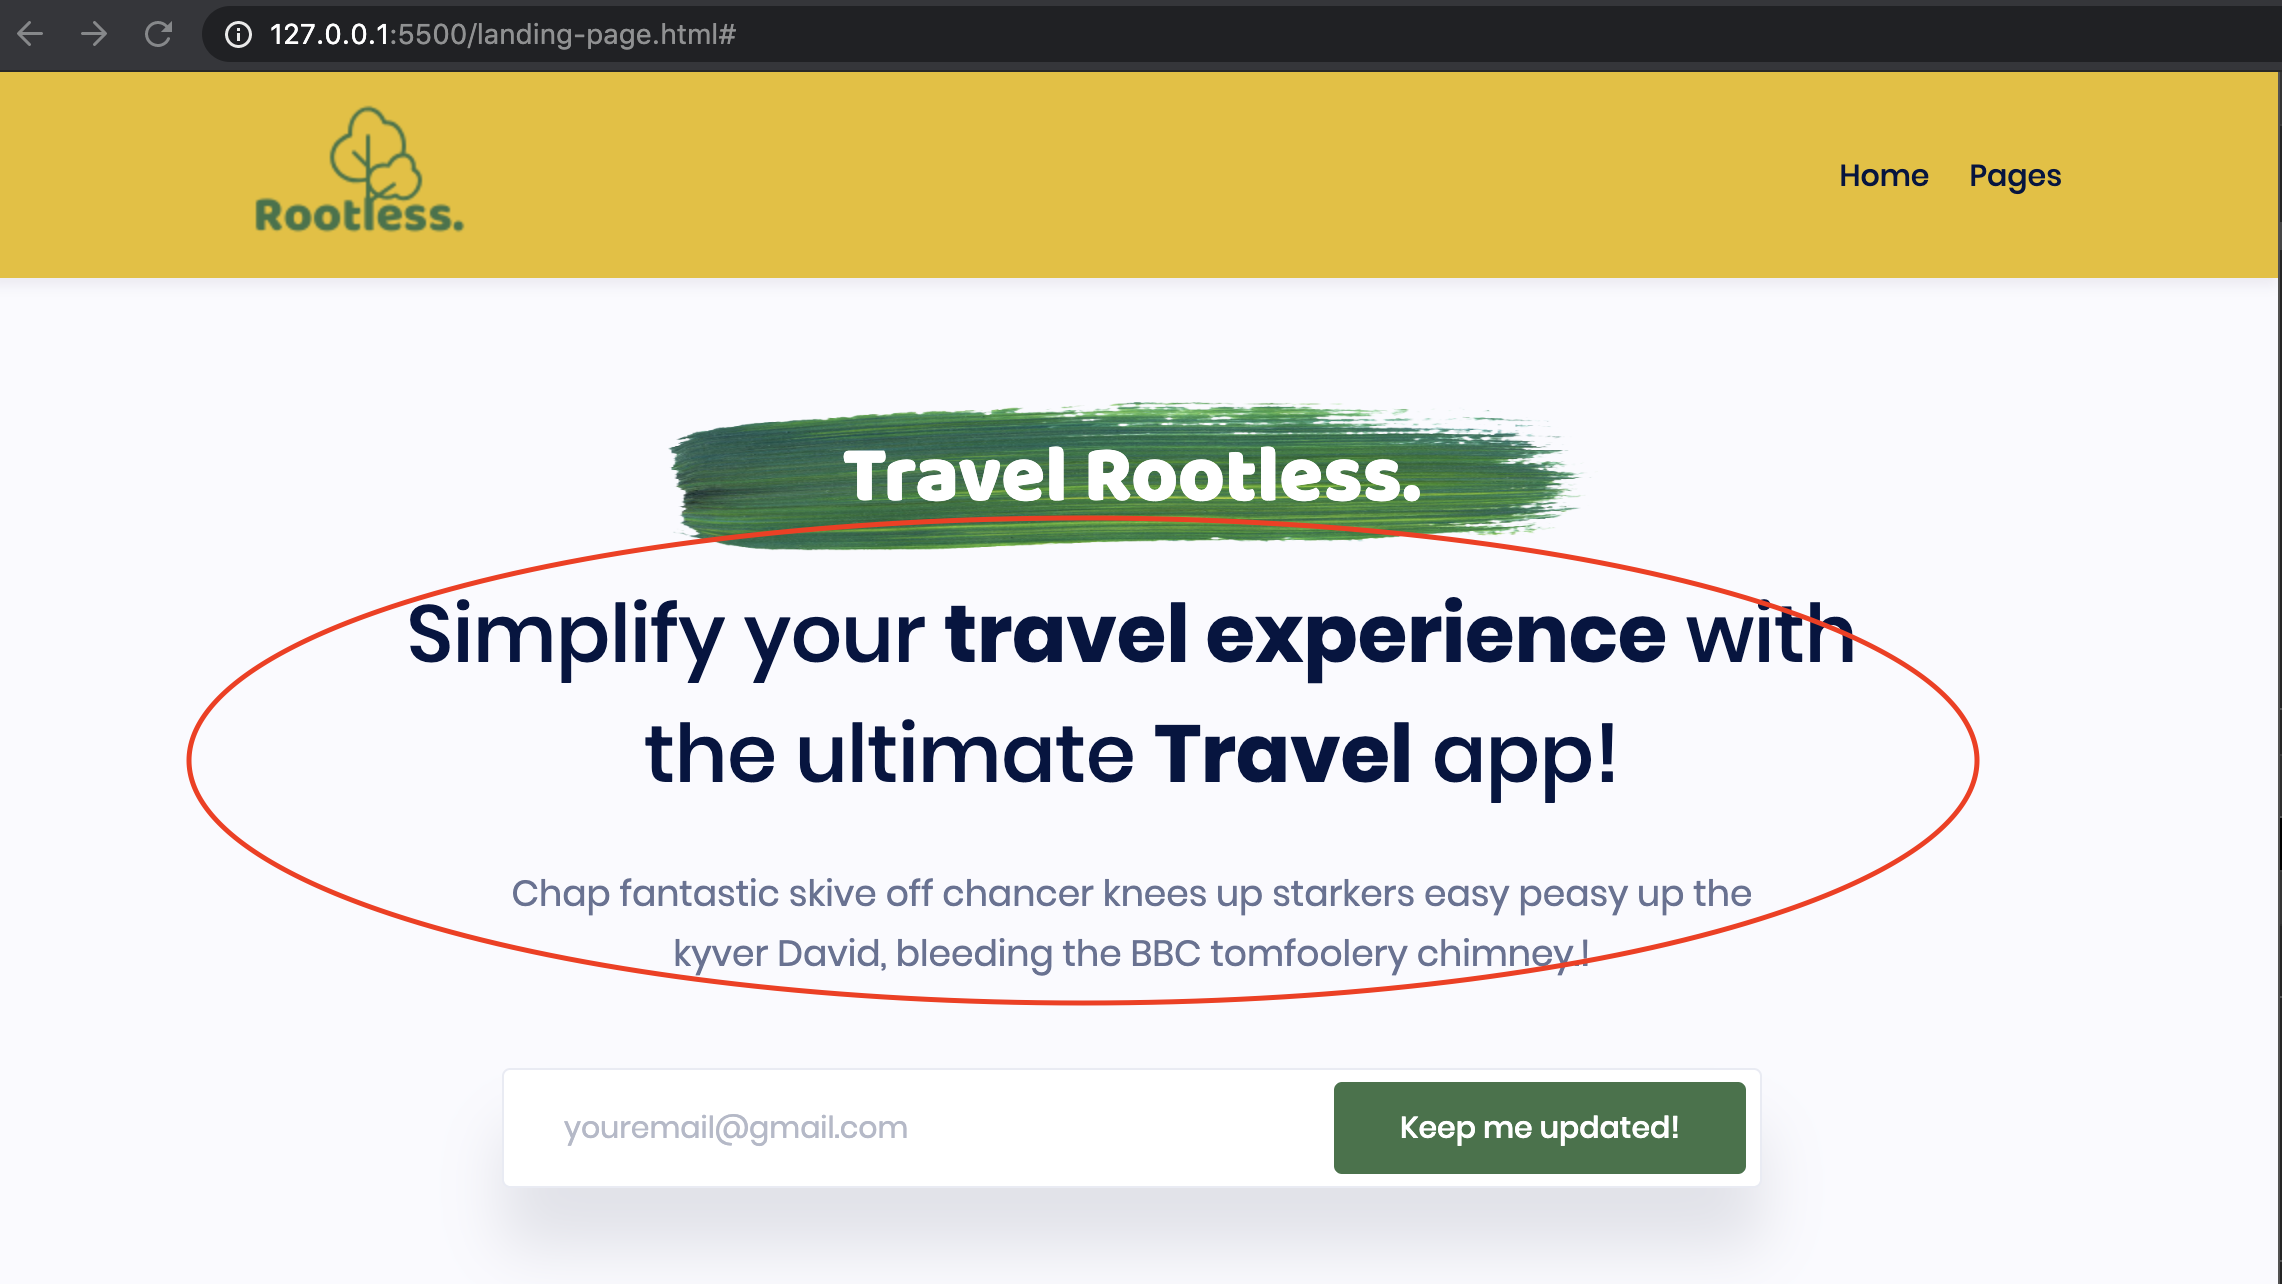 127.0.0.1:5500/landing-page.html#
Rootless.
Home Pages
Travel Rootless.
Simplify your travel experience with
the ultimate Travel app!
Chap fantastic skive off chancer knees up starkers easy peasy up the
kyver David, bleeding the BBC tomfoolery chimney.!
youremail@gmail.com
Keep me updated!